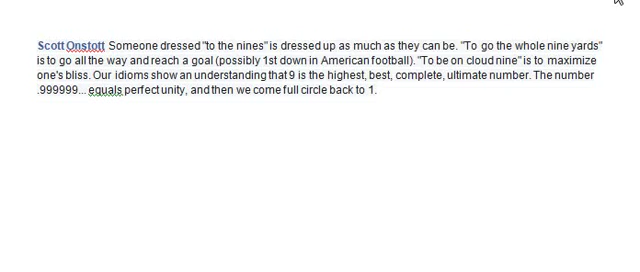 Scott Onstott Someone dressed "to the nines" is dressed up as much as they can be. "To go the whole nine yards"
is to go all the way and reach a goal (possibly 1st down in American football). "To be on cloud nine" is to maximize
one's bliss. Our idioms show an understanding that 9 is the highest, best, complete, ultimate number. The number
.999999... equals perfect unity, and then we come full circle back to 1.